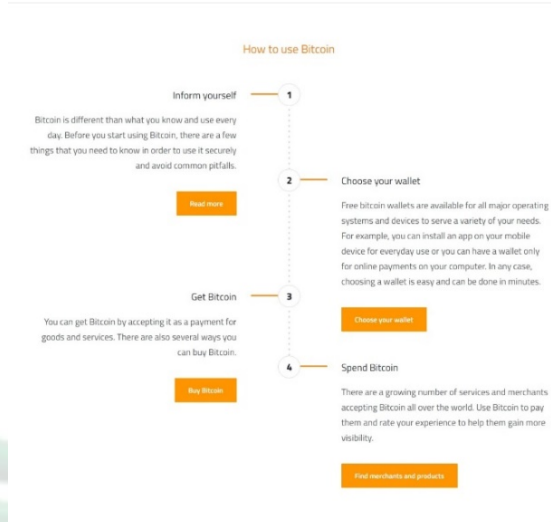 How to use Bitcoin
1
Inform yourself
Bitcoin is different than what you know and use every
day. Before you start using Bitcoin, there are a few
things that you need to know in order to use it securely
and avoid common pitfalls.
Read more
2
Choose your wallet
Free bitcoin wallets are available for all major operating
systems and devices to serve a variety of your needs.
For example, you can install an app on your mobile
device for everyday use or you can have a wallet only
for online payments on your computer. In any case,
choosing a wallet is easy and can be done in minutes.
Choose your wallet
3
Get Bitcoin
You can get Bitcoin by accepting it as a payment for
goods and services. There are also several ways you
can buy Bitcoin.
Buy Bitcoin
4
Spend Bitcoin
There are a growing number of services and merchants
accepting Bitcoin all over the world. Use Bitcoin to pay
them and rate your experience to help them gain more
visibility.
Find merchants and products